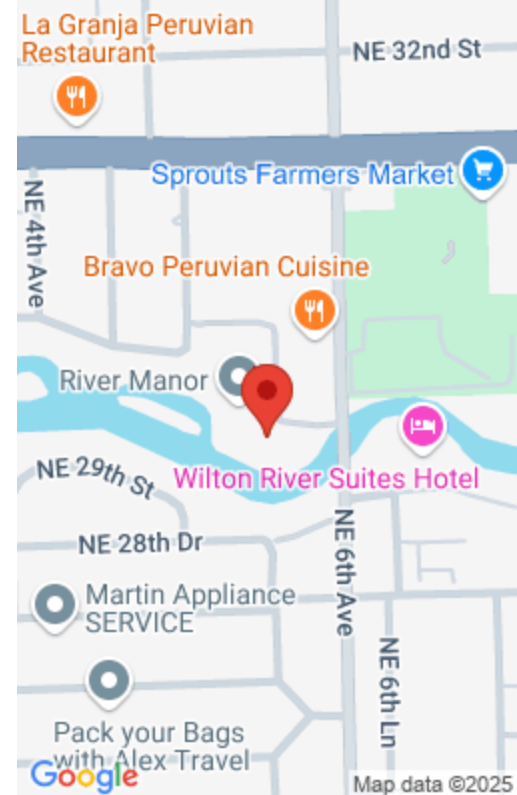 La Granja Peruvian
Restaurant
NE 32nd St
Sprouts Farmers Market
NE 4th Ave
Bravo Peruvian Cuisine
River Manor
NE 29th St
Wilton River Suites Hotel
NE 28th Dr
NE 6th Ave
Martin Appliance
SERVICE
NE 6th Ln
Pack your Bags
with Alex Travel
Google
Map data ©2025